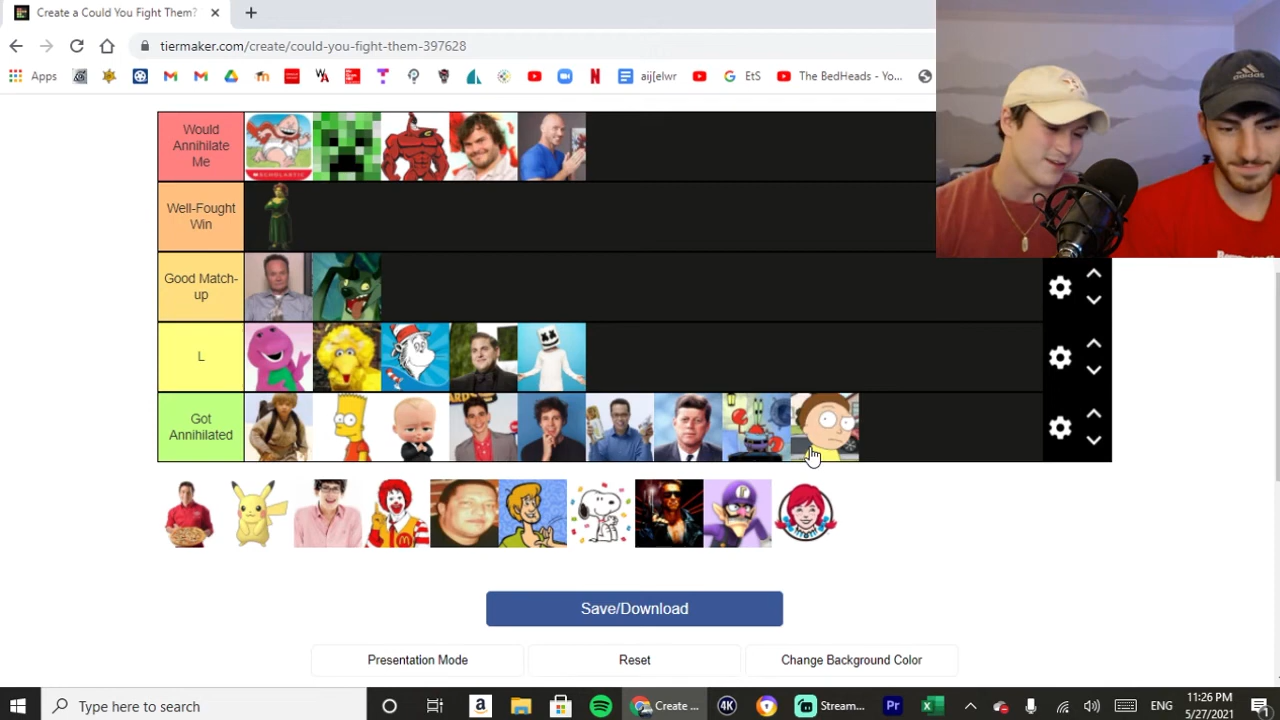 Create a Could You Fight Them?
tiermaker.com/create/could-you-fight-them-397628
Apps
aij[elwr
EtS
The BedHeads - Yo...
Would Annihilate Me
SCHOLASTIC
Well-Fought Win
Good Match-up
L
Got Annihilated
Save/Download
Presentation Mode
Reset
Change Background Color
Type here to search
Create ...
Stream...
ENG
11:26 PM
5/27/2021